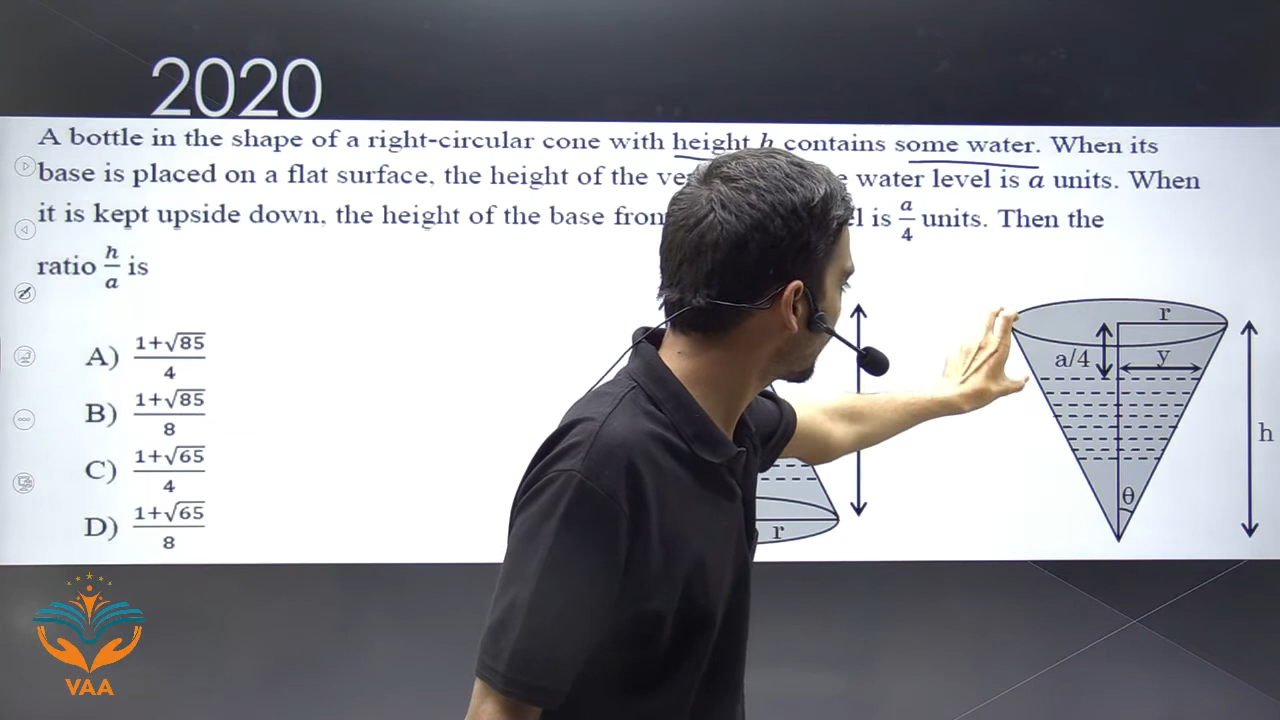 2020
A bottle in the shape of a right-circular cone with height h contains some water. When its
base is placed on a flat surface, the height of the water level is a units. When
it is kept upside down, the height of the base is a/4 units. Then the
ratio h/a is
A) 1+√85/4
B) 1+√85/8
C) 1+√65/4
D) 1+√65/8
r
a/4
y
h
θ
r
VAA